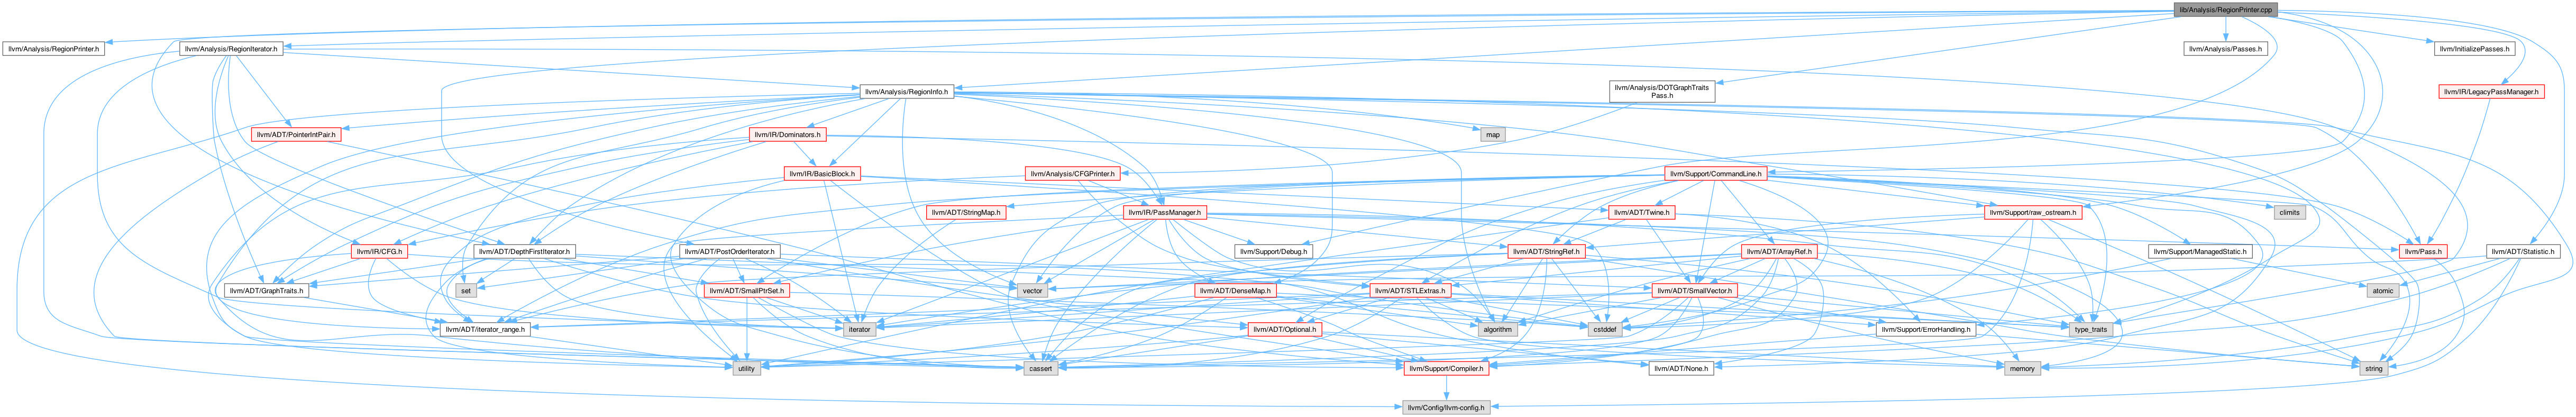 lib/Analysis/RegionPrinter.cpp
llvm/Analysis/RegionPrinter.h
llvm/Analysis/RegionIterator.h
llvm/Analysis/Passes.h
llvm/InitializePasses.h
llvm/Analysis/RegionInfo.h
llvm/Analysis/DOTGraphTraits
Pass.h
llvm/IR/LegacyPassManager.h
llvm/ADT/PointerIntPair.h
llvm/IR/Dominators.h
map
llvm/IR/BasicBlock.h
llvm/Analysis/CFGPrinter.h
llvm/Support/CommandLine.h
llvm/ADT/StringMap.h
llvm/IR/PassManager.h
llvm/ADT/Twine.h
llvm/Support/raw_ostream.h
climits
llvm/IR/CFG.h
llvm/ADT/DepthFirstIterator.h
llvm/ADT/PostOrderIterator.h
llvm/Support/Debug.h
llvm/ADT/StringRef.h
llvm/ADT/ArrayRef.h
llvm/Support/ManagedStatic.h
llvm/Pass.h
llvm/ADT/Statistic.h
llvm/ADT/GraphTraits.h
set
llvm/ADT/SmallPtrSet.h
vector
llvm/ADT/DenseMap.h
llvm/ADT/STLExtras.h
llvm/ADT/SmallVector.h
atomic
llvm/ADT/iterator_range.h
iterator
llvm/ADT/Optional.h
algorithm
cstddef
llvm/Support/ErrorHandling.h
type_traits
utility
cassert
llvm/Support/Compiler.h
llvm/ADT/None.h
memory
string
llvm/Config/llvm-config.h